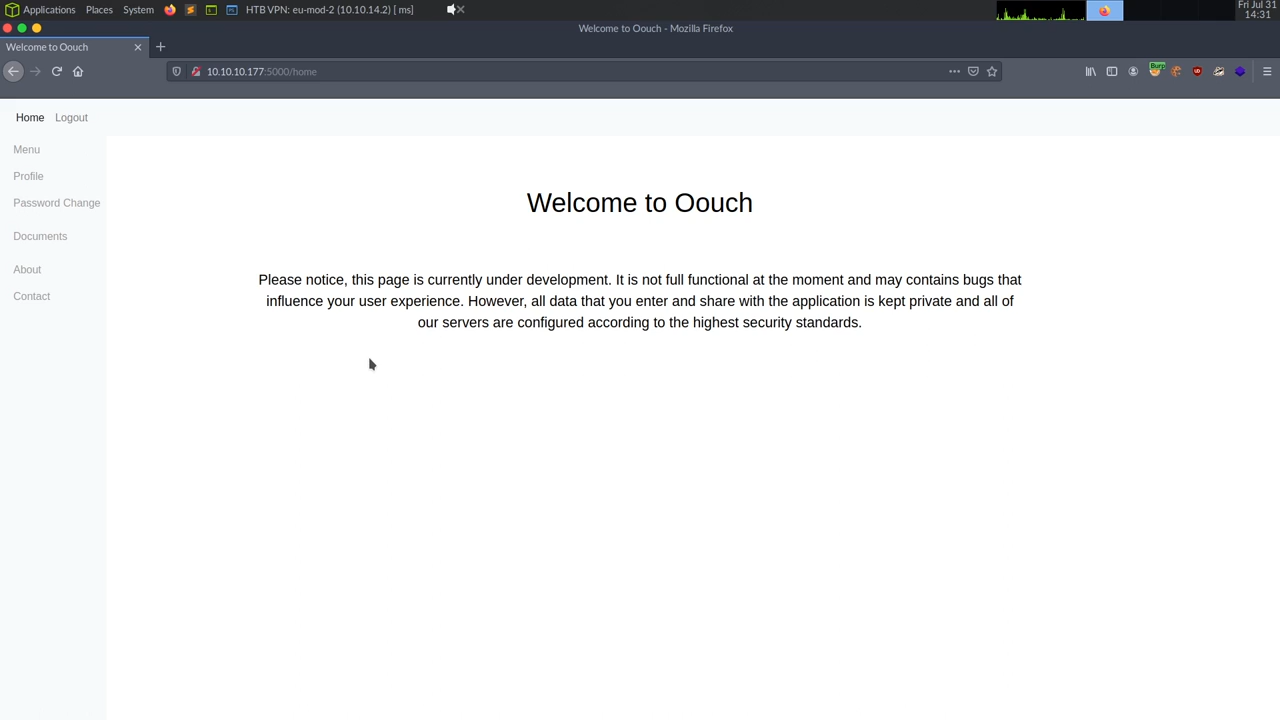 Applications Places System HTB VPN: eu-mod-2 (10.10.14.2) [ ms] Fri Jul 31
14:31
Welcome to Oouch - Mozilla Firefox
Welcome to Oouch
10.10.10.177:5000/home
Burp
Home Logout
Menu
Profile
Password Change
Documents
About
Contact
Welcome to Oouch
Please notice, this page is currently under development. It is not full functional at the moment and may contains bugs that
influence your user experience. However, all data that you enter and share with the application is kept private and all of
our servers are configured according to the highest security standards.